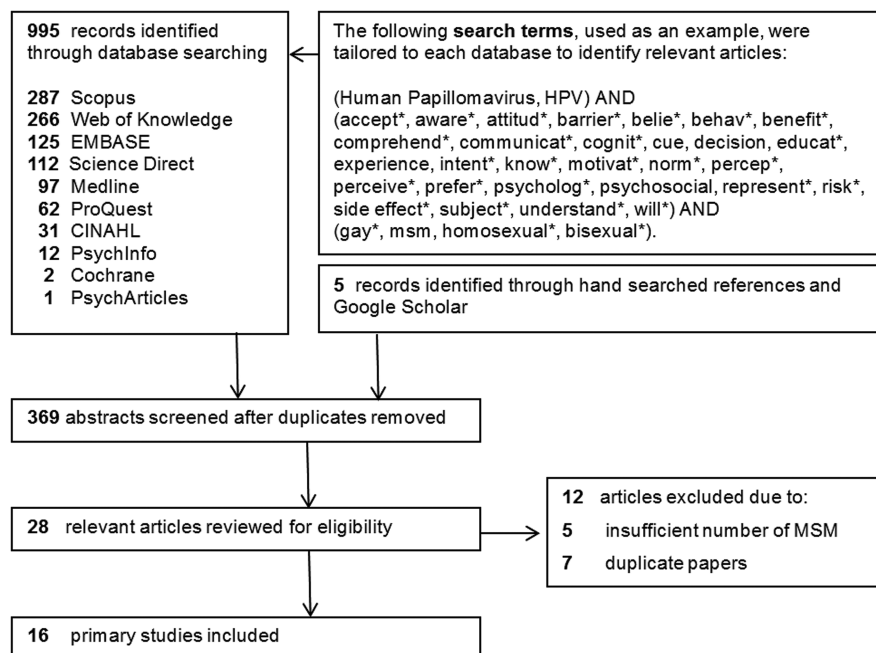 995 records identified
through database searching
287 Scopus
266 Web of Knowledge
125 EMBASE
112 Science Direct
97 Medline
62 ProQuest
31 CINAHL
12 PsychInfo
2 Cochrane
1 PsychArticles
The following search terms, used as an example, were
tailored to each database to identify relevant articles:
(Human Papillomavirus, HPV) AND
(accept*, aware*, attitud*, barrier*, belie*, behav*, benefit*,
comprehend*, communicat*, cognit*, cue, decision, educat*,
experience, intent*, know*, motivat*, norm*, percep*,
perceive*, prefer*, psycholog*, psychosocial, represent*, risk*,
side effect*, subject*, understand*, will*) AND
(gay*, msm, homosexual*, bisexual*).
5 records identified through hand searched references and
Google Scholar
369 abstracts screened after duplicates removed
28 relevant articles reviewed for eligibility
12 articles excluded due to:
5 insufficient number of MSM
7 duplicate papers
16 primary studies included